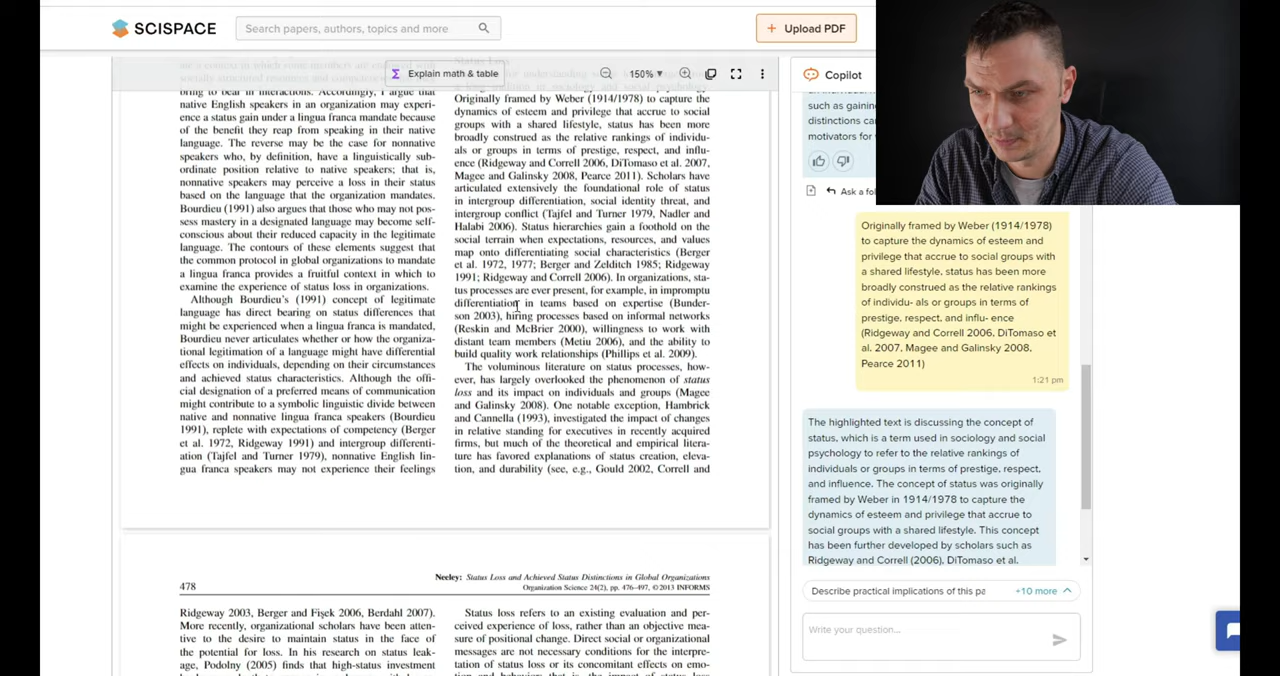 SCISPACE
Search papers, authors, topics and more
+ Upload PDF
Explain math & table
150%
bring to bear in interactions. Accordingly, I argue that
native English speakers in an organization may experi-
ence a status gain under a lingua franca mandate because
of the benefit they reap from speaking in their native
language. The reverse may be the case for nonnative
speakers who, by definition, have a linguistically sub-
ordinate position relative to native speakers; that is,
nonnative speakers may perceive a loss in their status
based on the language that the organization mandates.
Bourdieu (1991) also argues that those who may not pos-
sess mastery in a designated language may become self-
conscious about their reduced capacity in the legitimate
language. The contours of these elements suggest that
the common protocol in global organizations to mandate
a lingua franca provides a fruitful context in which to
examine the experience of status loss in organizations.
Although Bourdieu's (1991) concept of legitimate
language has direct bearing on status differences that
might be experienced when a lingua franca is mandated,
Bourdieu never articulates whether or how the organiza-
tional legitimation of a language might have differential
effects on individuals, depending on their circumstances
and achieved status characteristics. Although the offi-
cial designation of a preferred means of communication
might contribute to a symbolic linguistic divide between
native and nonnative lingua franca speakers (Bourdieu
1991), replete with expectations of competency (Berger
et al. 1972, Ridgeway 1991) and intergroup differenti-
ation (Tajfel and Turner 1979), nonnative English lin-
gua franca speakers may not experience their feelings
Originally framed by Weber (1914/1978) to capture the
dynamics of esteem and privilege that accrue to social
groups with a shared lifestyle, status has been more
broadly construed as the relative rankings of individu-
als or groups in terms of prestige, respect, and influ-
ence (Ridgeway and Correll 2006, DiTomaso et al. 2007,
Magee and Galinsky 2008, Pearce 2011). Scholars have
articulated extensively the foundational role of status
in intergroup differentiation, social identity threat, and
intergroup conflict (Tajfel and Turner 1979, Nadler and
Halabi 2006). Status hierarchies gain a foothold on the
social terrain when expectations, resources, and values
map onto differentiating social characteristics (Berger
et al. 1972, 1977; Berger and Zelditch 1985; Ridgeway
1991; Ridgeway and Correll 2006). In organizations, sta-
tus processes are ever present, for example, in impromptu
differentiation in teams based on expertise (Bunder-
son 2003), hiring processes based on informal networks
(Reskin and McBrier 2000), willingness to work with
distant team members (Metiu 2006), and the ability to
build quality work relationships (Phillips et al. 2009).
The voluminous literature on status processes, how-
ever, has largely overlooked the phenomenon of status
loss and its impact on individuals and groups (Magee
and Galinsky 2008). One notable exception, Hambrick
and Cannella (1993), investigated the impact of changes
in relative standing for executives in recently acquired
firms, but much of the theoretical and empirical litera-
ture has favored explanations of status creation, eleva-
tion, and durability (see, e.g., Gould 2002, Correll and
Neeley: Status Loss and Achieved Status Distinctions in Global Organizations
478
Organization Science 24(2), pp. 476–497, ©2013 INFORMS
Ridgeway 2003, Berger and Fişek 2006, Berdahl 2007).
More recently, organizational scholars have been atten-
tive to the desire to maintain status in the face of
the potential for loss. In his research on status leak-
age, Podolny (2005) finds that high-status investment
Status loss refers to an existing evaluation and per-
ceived experience of loss, rather than an objective mea-
sure of positional change. Direct social or organizational
messages are not necessary conditions for the interpre-
tation of status loss or its concomitant effects on emo-
Copilot
such as gaining
distinctions ca
motivators for
Ask a fo
Originally framed by Weber (1914/1978)
to capture the dynamics of esteem and
privilege that accrue to social groups with
a shared lifestyle, status has been more
broadly construed as the relative rankings
of individu- als or groups in terms of
prestige, respect, and influ- ence
(Ridgeway and Correll 2006, DiTomaso et
al. 2007, Magee and Galinsky 2008,
Pearce 2011)
1:21 pm
The highlighted text is discussing the concept of
status, which is a term used in sociology and social
psychology to refer to the relative rankings of
individuals or groups in terms of prestige, respect,
and influence. The concept of status was originally
framed by Weber in 1914/1978 to capture the
dynamics of esteem and privilege that accrue to
social groups with a shared lifestyle. This concept
has been further developed by scholars such as
Ridgeway and Correll (2006), DiTomaso et al.
Describe practical implications of this pa
+10 more
Write your question...